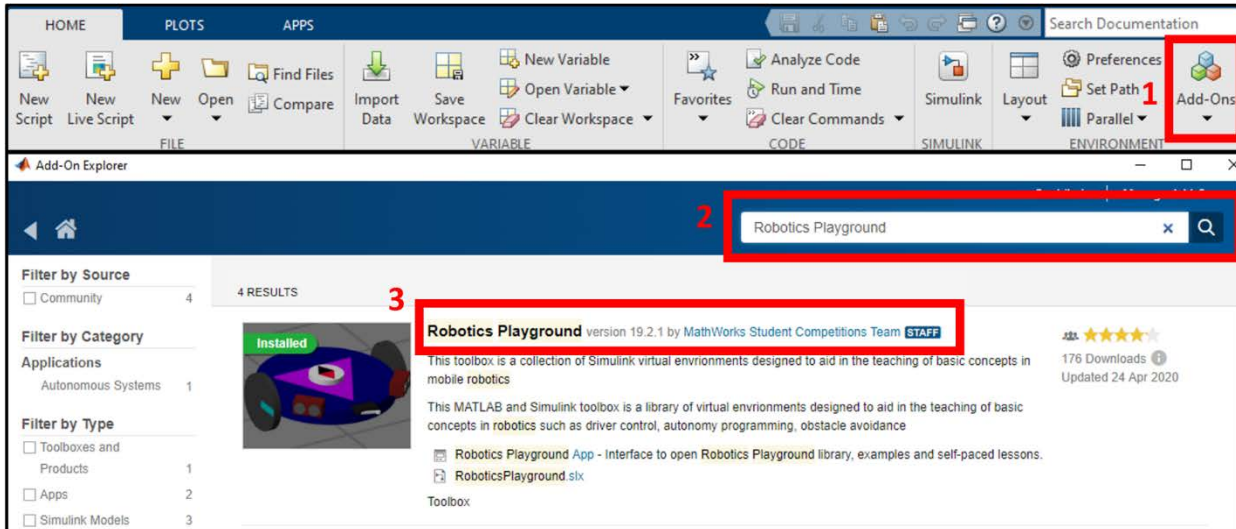 HOME PLOTS APPS
Search Documentation
New Script
New Live Script
New
Open
Find Files
Compare
Import Data
Save Workspace
New Variable
Open Variable
Clear Workspace
Favorites
Analyze Code
Run and Time
Clear Commands
Simulink
Layout
Preferences
Set Path
Parallel
1
Add-Ons
FILE VARIABLE CODE SIMULINK ENVIRONMENT
Add-On Explorer
2
Robotics Playground
Filter by Source
Community 4
Filter by Category
Applications
Autonomous Systems 1
Filter by Type
Toolboxes and
Products 1
Apps 2
Simulink Models 3
4 RESULTS
3
Installed
Robotics Playground version 19.2.1 by MathWorks Student Competitions Team STAFF
This toolbox is a collection of Simulink virtual envrionments designed to aid in the teaching of basic concepts in
mobile robotics
This MATLAB and Simulink toolbox is a library of virtual envrionments designed to aid in the teaching of basic
concepts in robotics such as driver control, autonomy programming, obstacle avoidance
Robotics Playground App - Interface to open Robotics Playground library, examples and self-paced lessons.
RoboticsPlayground.slx
Toolbox
176 Downloads
Updated 24 Apr 2020